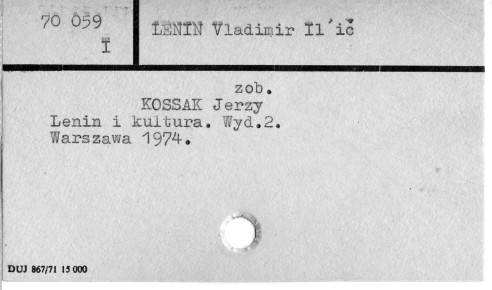 70 059
I
LENIN Vladimir Il´ič
zob.
KOSSAK Jerzy
Lenin i kultura. Wyd.2.
Warszawa 1974.
DUJ 867/71 15 000